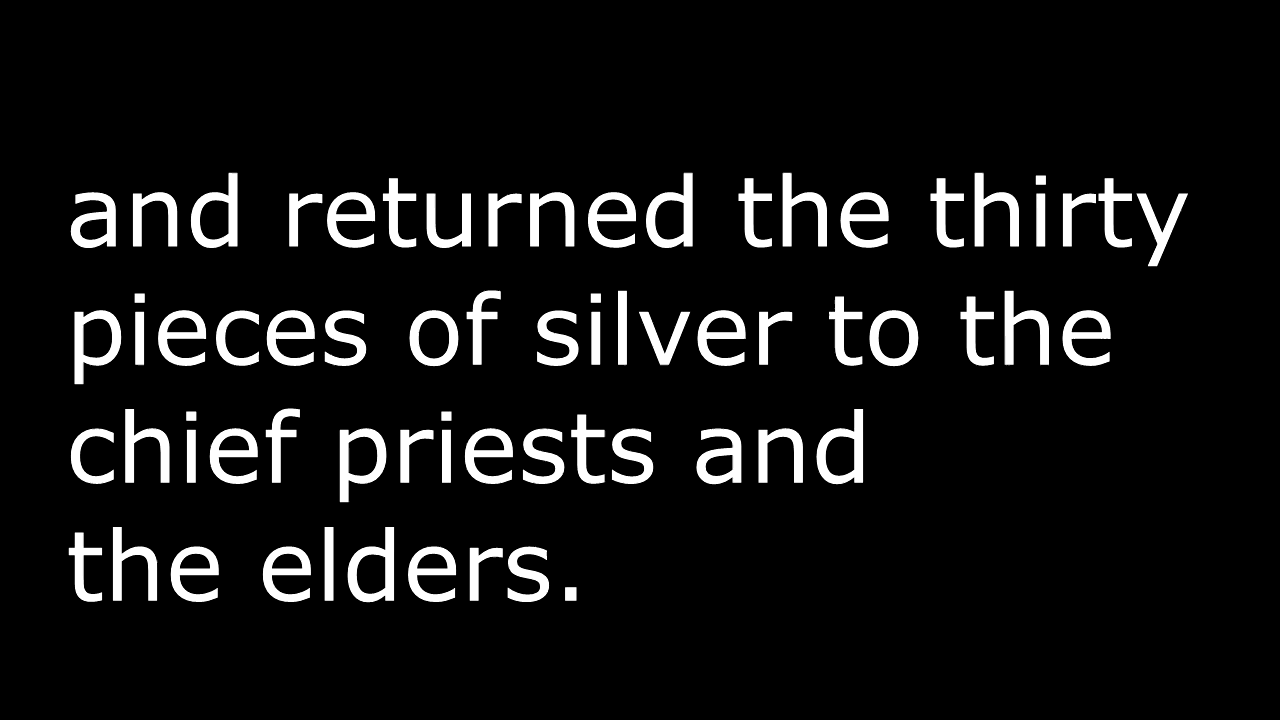 and returned the thirty
pieces of silver to the
chief priests and
the elders.